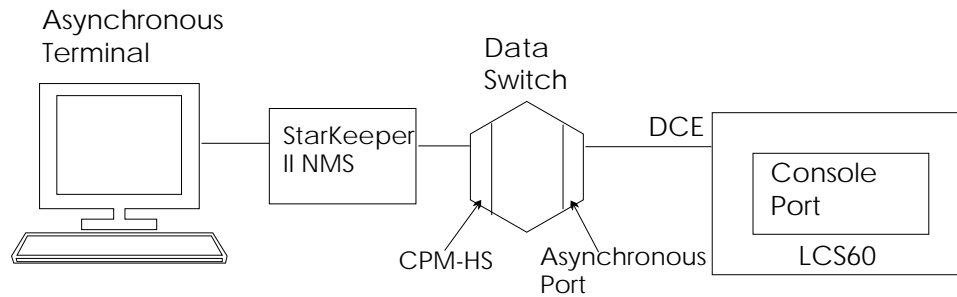 Asynchronous
Terminal
StarKeeper
II NMS
Data
Switch
DCE
Console
Port
LCS60
CPM-HS
Asynchronous
Port